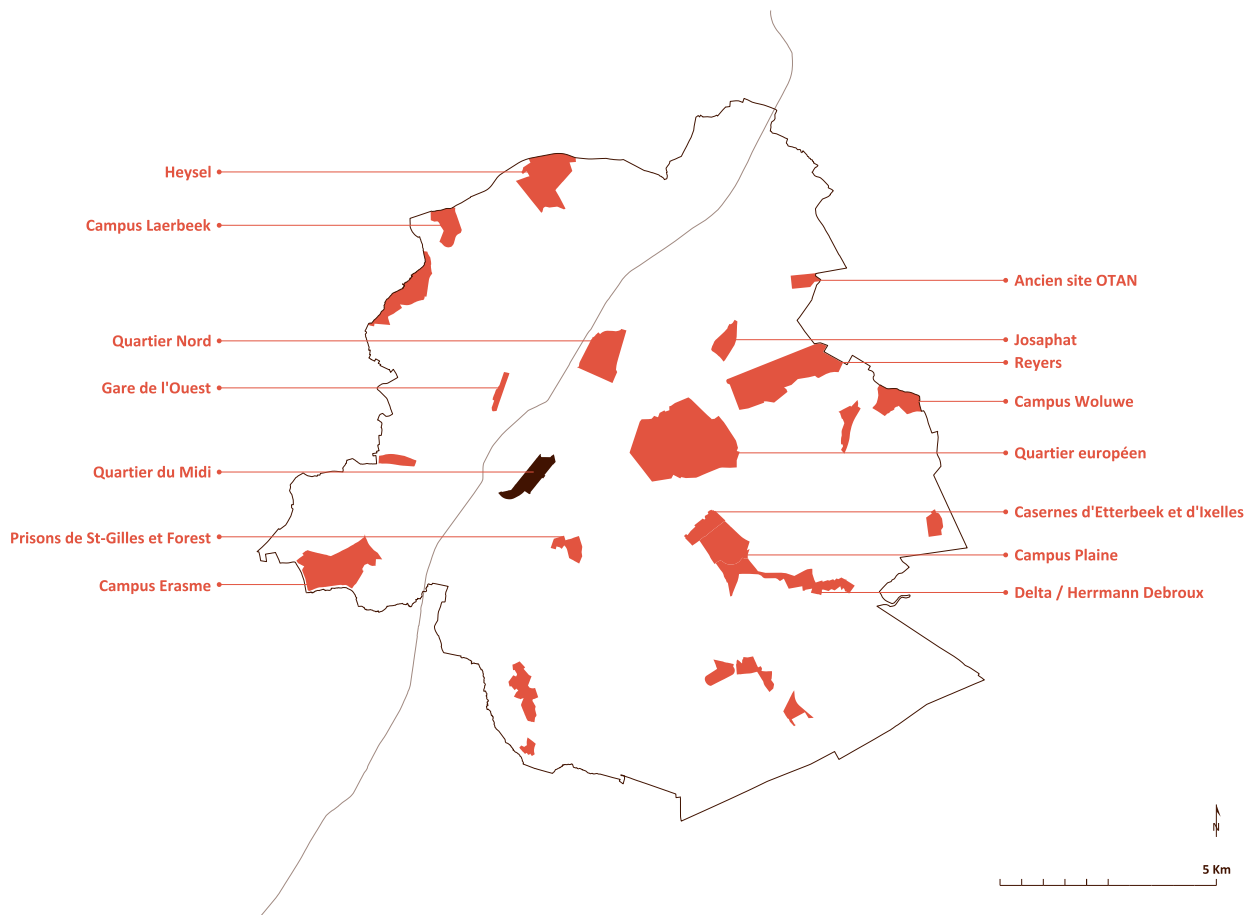 Heysel
Campus Laerbeek
Quartier Nord
Gare de l'Ouest
Quartier du Midi
Prisons de St-Gilles et Forest
Campus Erasme
Ancien site OTAN
Josaphat
Reyers
Campus Woluwe
Quartier européen
Casernes d'Etterbeek et d'Ixelles
Campus Plaine
Delta / Herrmann Debroux
N
5 Km